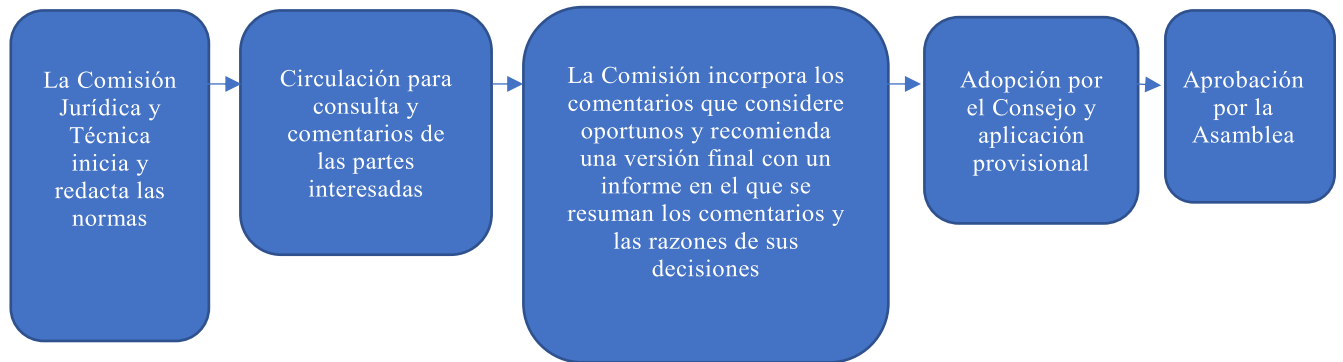 La Comisión
Jurídica y
Técnica
inicia y
redacta las
normas
Circulación para
consulta y
comentarios de
las partes
interesadas
La Comisión incorpora los
comentarios que considere
oportunos y recomienda
una versión final con un
informe en el que se
resuman los comentarios y
las razones de sus
decisiones
Adopción por
el Consejo y
aplicación
provisional
Aprobación
por la
Asamblea